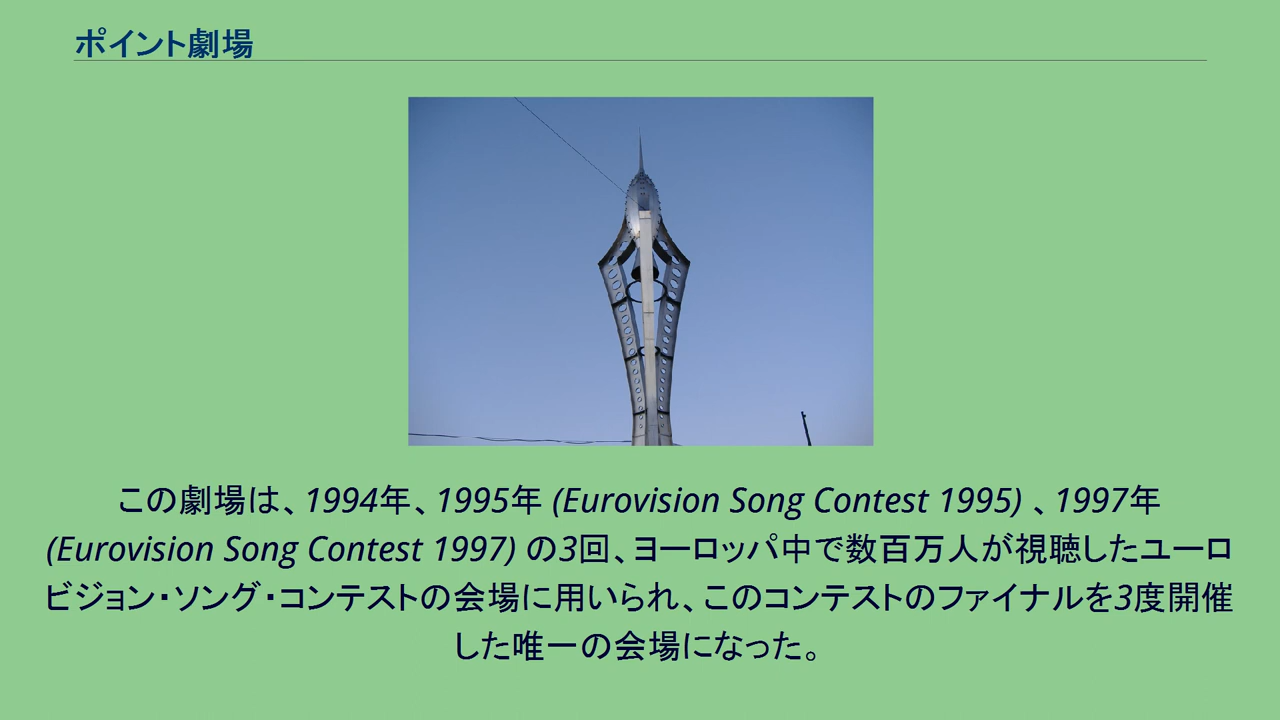 ポイント劇場
この劇場は、1994年、1995年 (Eurovision Song Contest 1995) 、1997年
(Eurovision Song Contest 1997) の3回、ヨーロッパ中で数百万人が視聴したユーロ
ビジョン・ソング・コンテストの会場に用いられ、このコンテストのファイナルを3度開催
した唯一の会場になった。